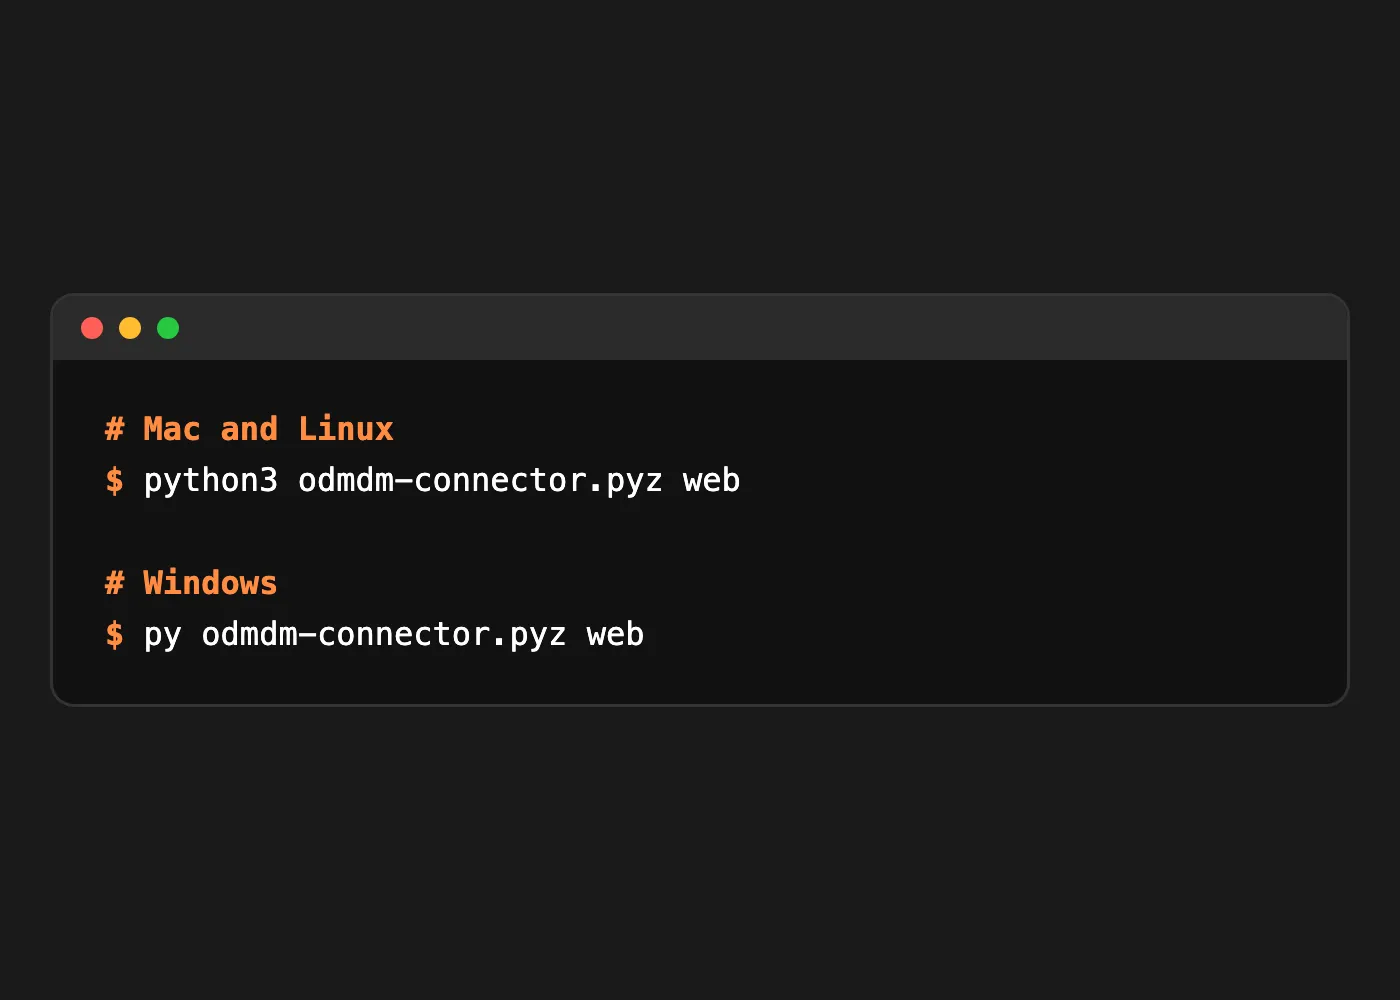 # Mac and Linux
$ python3 odmdm-connector.pyz web
# Windows
$ py odmdm-connector.pyz web